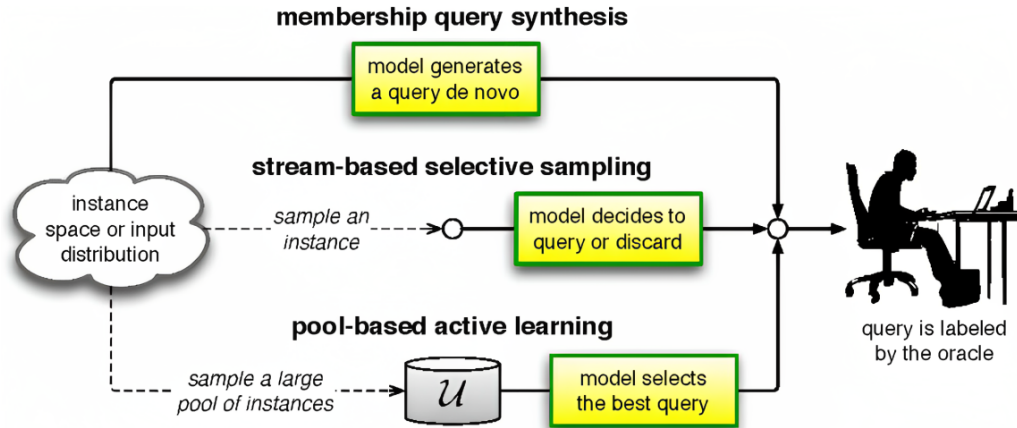 membership query synthesis
model generates
a query de novo
stream-based selective sampling
instance
space or input
distribution
sample an
instance
model decides to
query or discard
pool-based active learning
sample a large
pool of instances
U
model selects
the best query
query is labeled
by the oracle